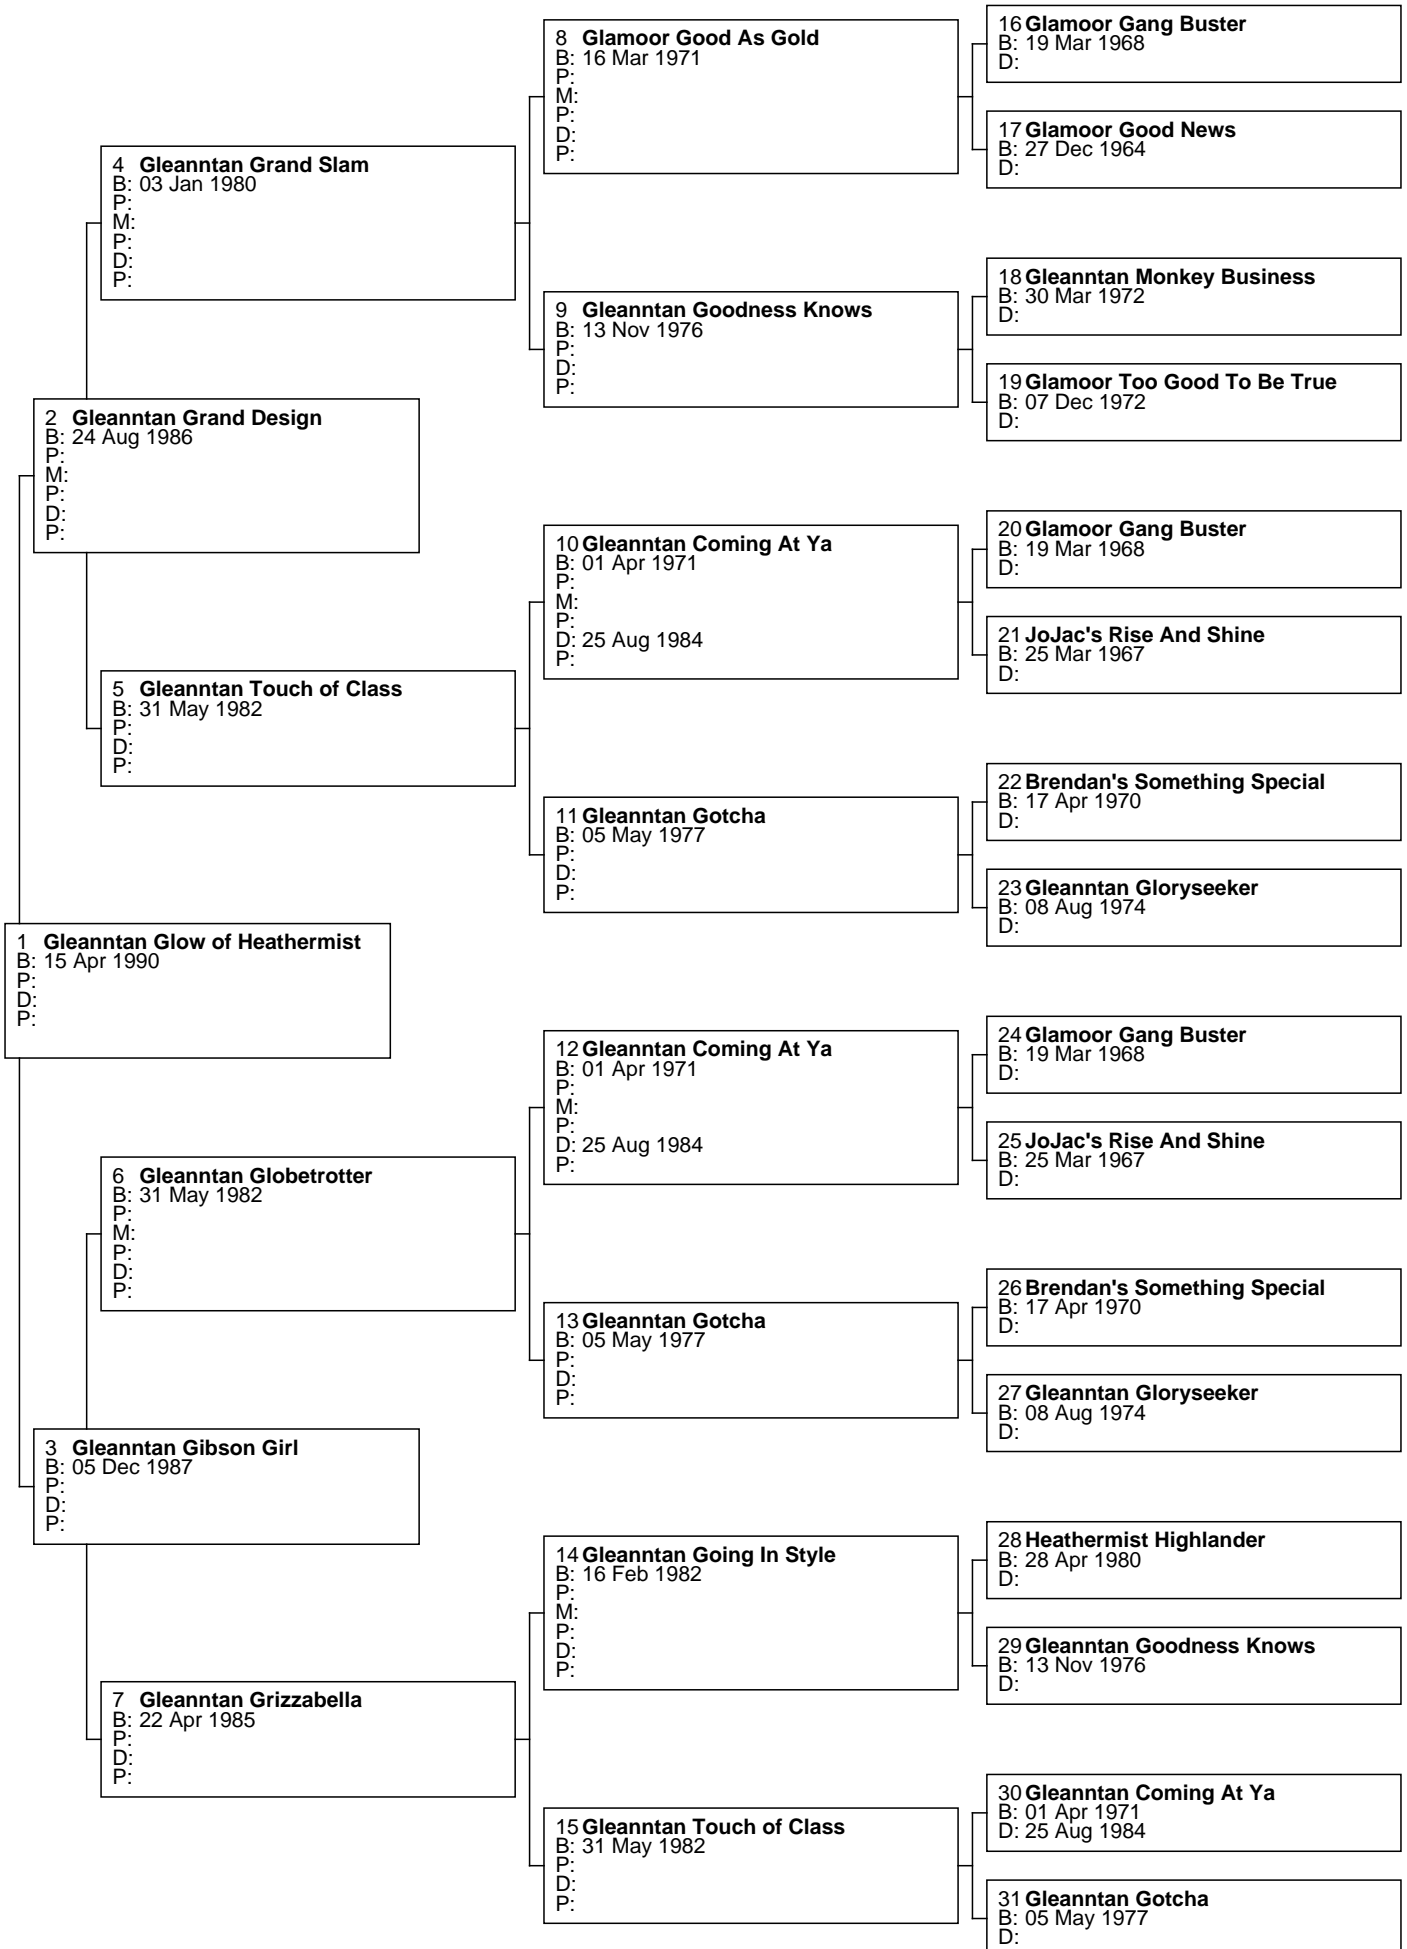 8 Glamoor Good As Gold
B: 16 Mar 1971
P:
M:
P:
D:
P:
16 Glamoor Gang Buster
B: 19 Mar 1968
D:
17 Glamoor Good News
B: 27 Dec 1964
D:
4 Gleanntan Grand Slam
B: 03 Jan 1980
P:
M:
P:
D:
P:
9 Gleanntan Goodness Knows
B: 13 Nov 1976
P:
D:
P:
18 Gleanntan Monkey Business
B: 30 Mar 1972
D:
19 Glamoor Too Good To Be True
B: 07 Dec 1972
D:
2 Gleanntan Grand Design
B: 24 Aug 1986
P:
M:
P:
D:
P:
10 Gleanntan Coming At Ya
B: 01 Apr 1971
P:
M:
P:
D: 25 Aug 1984
P:
20 Glamoor Gang Buster
B: 19 Mar 1968
D:
21 JoJac's Rise And Shine
B: 25 Mar 1967
D:
5 Gleanntan Touch of Class
B: 31 May 1982
P:
D:
P:
11 Gleanntan Gotcha
B: 05 May 1977
P:
D:
P:
22 Brendan's Something Special
B: 17 Apr 1970
D:
23 Gleanntan Gloryseeker
B: 08 Aug 1974
D:
1 Gleanntan Glow of Heathermist
B: 15 Apr 1990
P:
D:
P:
12 Gleanntan Coming At Ya
B: 01 Apr 1971
P:
M:
P:
D: 25 Aug 1984
P:
24 Glamoor Gang Buster
B: 19 Mar 1968
D:
25 JoJac's Rise And Shine
B: 25 Mar 1967
D:
6 Gleanntan Globetrotter
B: 31 May 1982
P:
M:
P:
D:
P:
13 Gleanntan Gotcha
B: 05 May 1977
P:
D:
P:
26 Brendan's Something Special
B: 17 Apr 1970
D:
27 Gleanntan Gloryseeker
B: 08 Aug 1974
D:
3 Gleanntan Gibson Girl
B: 05 Dec 1987
P:
D:
P:
14 Gleanntan Going In Style
B: 16 Feb 1982
P:
M:
P:
D:
P:
28 Heathermist Highlander
B: 28 Apr 1980
D:
29 Gleanntan Goodness Knows
B: 13 Nov 1976
D:
7 Gleanntan Grizzabella
B: 22 Apr 1985
P:
D:
P:
15 Gleanntan Touch of Class
B: 31 May 1982
P:
D:
P:
30 Gleanntan Coming At Ya
B: 01 Apr 1971
D: 25 Aug 1984
31 Gleanntan Gotcha
B: 05 May 1977
D: